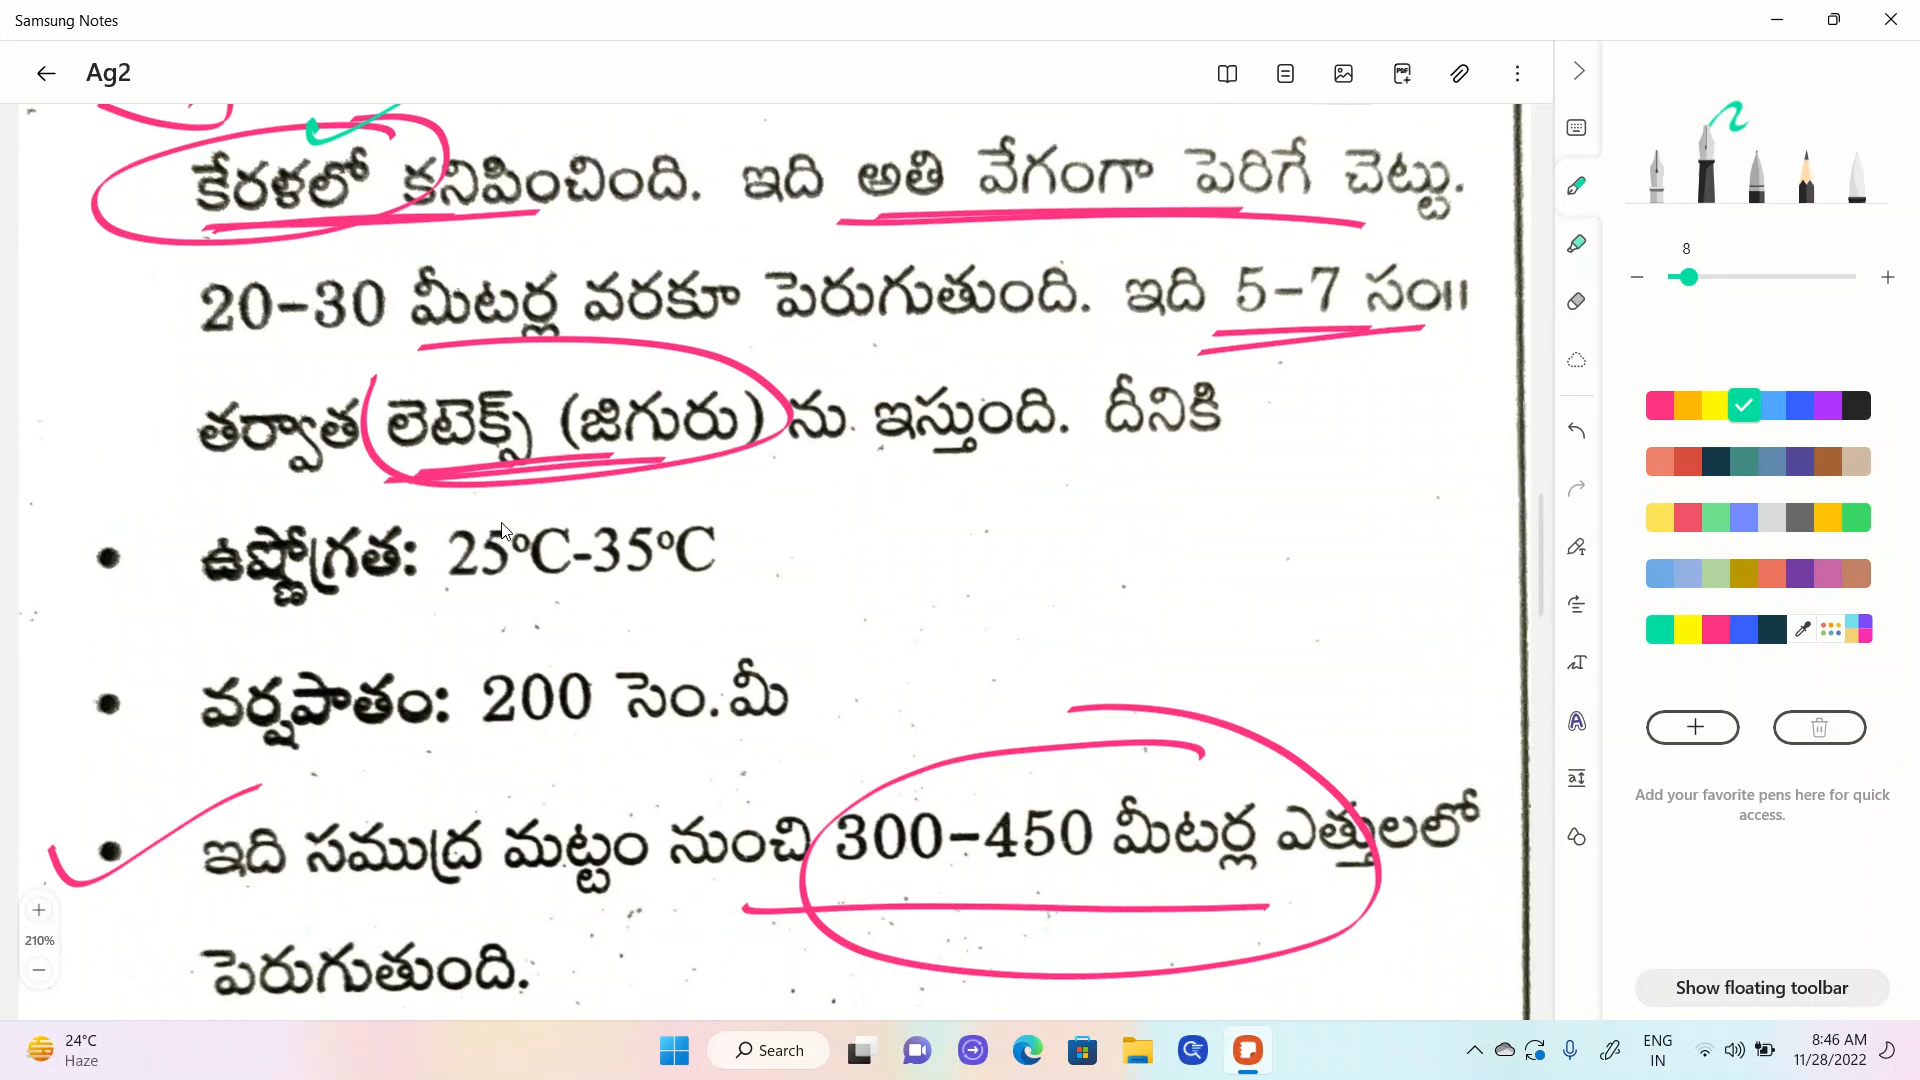 Samsung Notes
Ag2
కేరళలో కనిపించింది. ఇది అతి వేగంగా పెరిగే చెట్టు.
20-30 మీటర్ల వరకూ పెరుగుతుంది. ఇది 5-7 సం॥
తర్వాత లెటెక్స్ (జిగురు) ను ఇస్తుంది. దీనికి
• ఉష్ణోగ్రత: 25°C-35°C
• వర్షపాతం: 200 సెం.మీ
• ఇది సముద్ర మట్టం నుంచి 300-450 మీటర్ల ఎత్తులలో
పెరుగుతుంది.
210%
8
Add your favorite pens here for quick
access.
Show floating toolbar
24°C
Haze
Search
ENG
IN
8:46 AM
11/28/2022